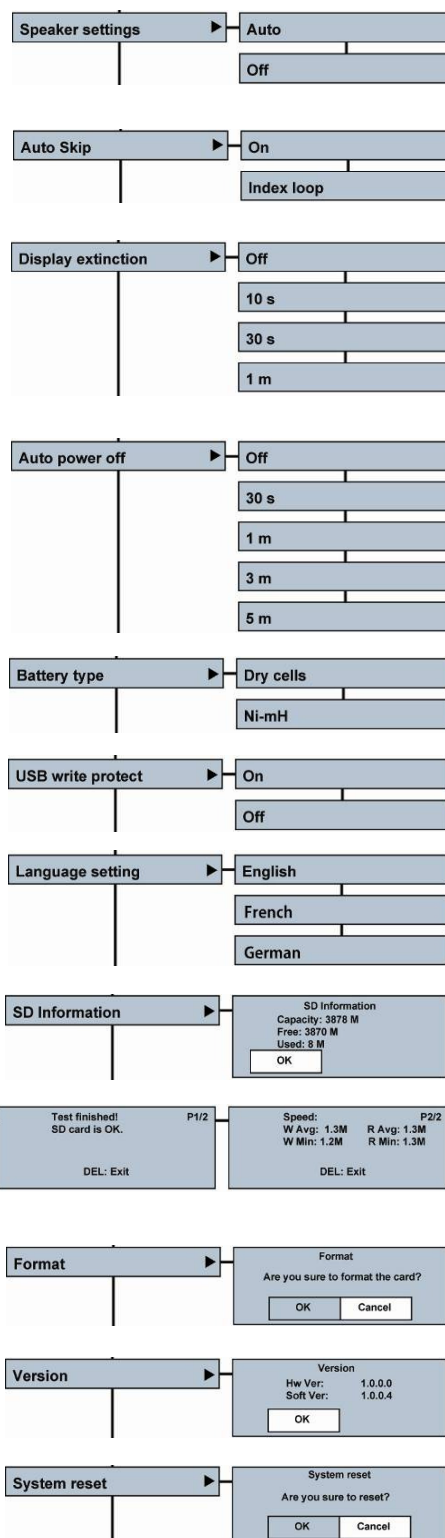 Speaker settings ▶ Auto
Off
Auto Skip ▶ On
Index loop
Display extinction ▶ Off
10 s
30 s
1 m
Auto power off ▶ Off
30 s
1 m
3 m
5 m
Battery type ▶ Dry cells
Ni-mH
USB write protect ▶ On
Off
Language setting ▶ English
French
German
SD Information ▶
SD Information
Capacity: 3878 M
Free: 3870 M
Used: 8 M
OK
Test finished! P1/2
SD card is OK.
DEL: Exit
Speed: P2/2
W Avg: 1.3M R Avg: 1.3M
W Min: 1.2M R Min: 1.3M
DEL: Exit
Format ▶
Format
Are you sure to format the card?
OK Cancel
Version ▶
Version
Hw Ver: 1.0.0.0
Soft Ver: 1.0.0.4
OK
System reset ▶
System reset
Are you sure to reset?
OK Cancel